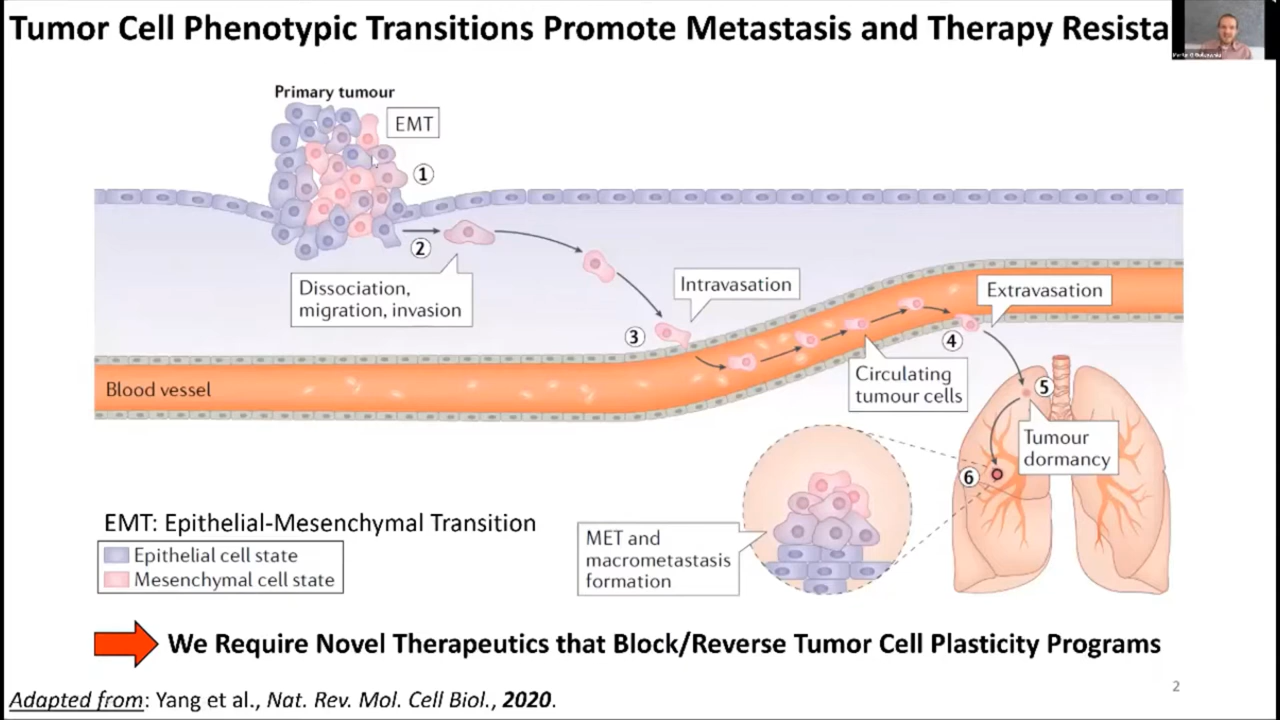 Tumor Cell Phenotypic Transitions Promote Metastasis and Therapy Resista
Primary tumour
EMT
1
2
Dissociation,
migration, invasion
Intravasation
3
Extravasation
4
Blood vessel
Circulating
tumour cells
5
Tumour
dormancy
6
EMT: Epithelial-Mesenchymal Transition
Epithelial cell state
Mesenchymal cell state
MET and
macrometastasis
formation
We Require Novel Therapeutics that Block/Reverse Tumor Cell Plasticity Programs
2
Adapted from: Yang et al., Nat. Rev. Mol. Cell Biol., 2020.